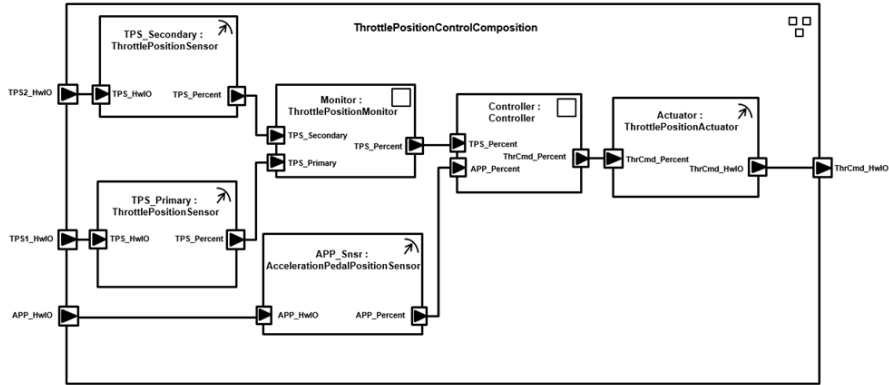 ThrottlePositionControlComposition
TPS_Secondary :
ThrottlePositionSensor
TPS2_HwIO
TPS_HwIO
TPS_Percent
Monitor :
ThrottlePositionMonitor
TPS_Secondary
TPS_Primary
TPS_Percent
Controller :
Controller
TPS_Percent
ThrCmd_Percent
APP_Percent
Actuator :
ThrottlePositionActuator
ThrCmd_Percent
ThrCmd_HwIO
ThrCmd_HwIO
TPS_Primary :
ThrottlePositionSensor
TPS1_HwIO
TPS_HwIO
TPS_Percent
APP_Snsr :
AccelerationPedalPositionSensor
APP_HwIO
APP_HwIO
APP_Percent